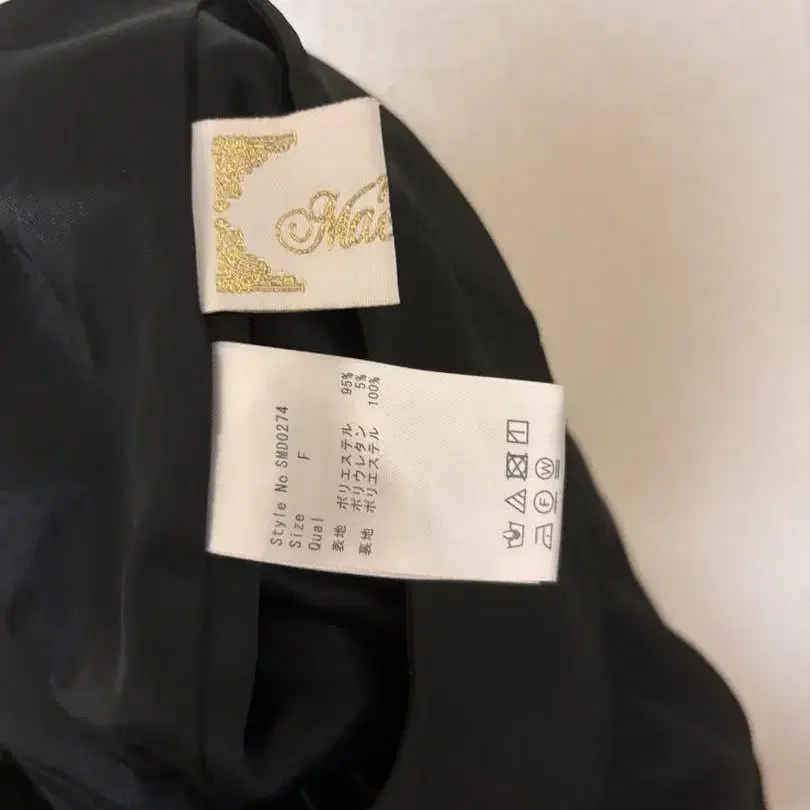 Mae
Style No SMD0274
Size F
Qual
表地 ポリエステル 95%
ポリウレタン 5%
裏地 ポリエステル 100%
F W